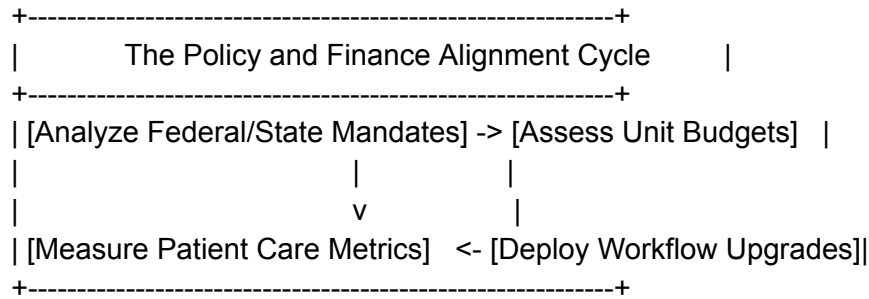 +------------------------------------------------------------+
| The Policy and Finance Alignment Cycle |
+------------------------------------------------------------+
| [Analyze Federal/State Mandates] -> [Assess Unit Budgets] |
| | |
| v |
| [Measure Patient Care Metrics] <- [Deploy Workflow Upgrades]|
+------------------------------------------------------------+